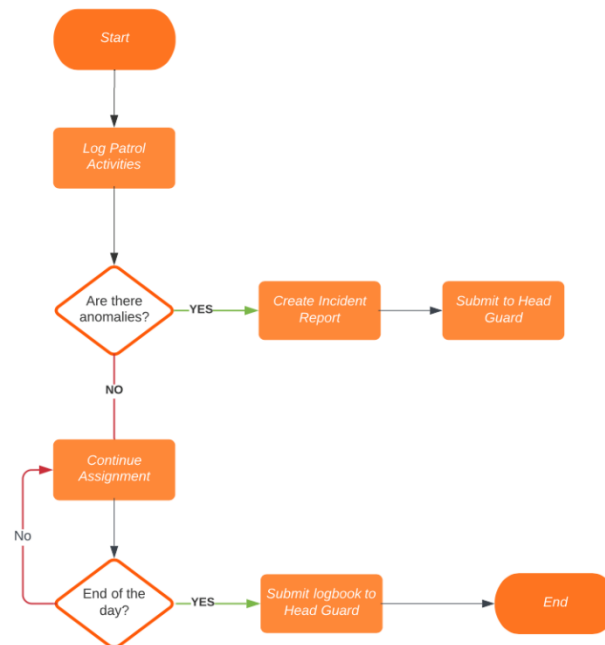 Start
Log Patrol
Activities
Are there
anomalies?
YES
Create Incident
Report
Submit to Head
Guard
NO
Continue
Assignment
No
End of the
day?
YES
Submit logbook to
Head Guard
End